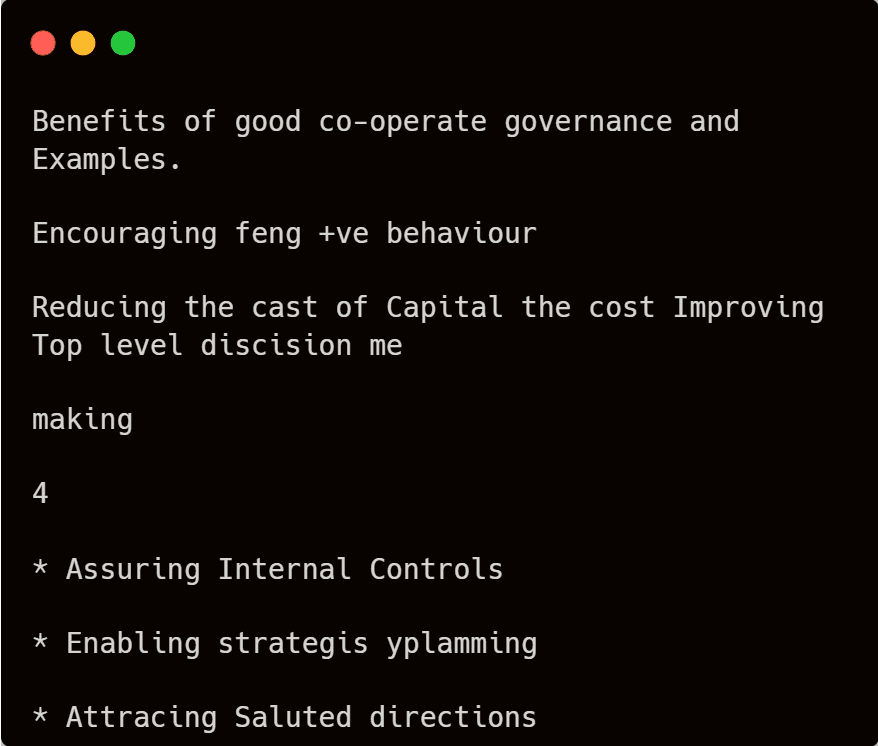 Benefits of good co-operate governance and
Examples.
Encouraging feng +ve behaviour
Reducing the cast of Capital the cost Improving
Top level discision me
making
4
* Assuring Internal Controls
* Enabling strategis yplamming
* Attracing Saluted directions